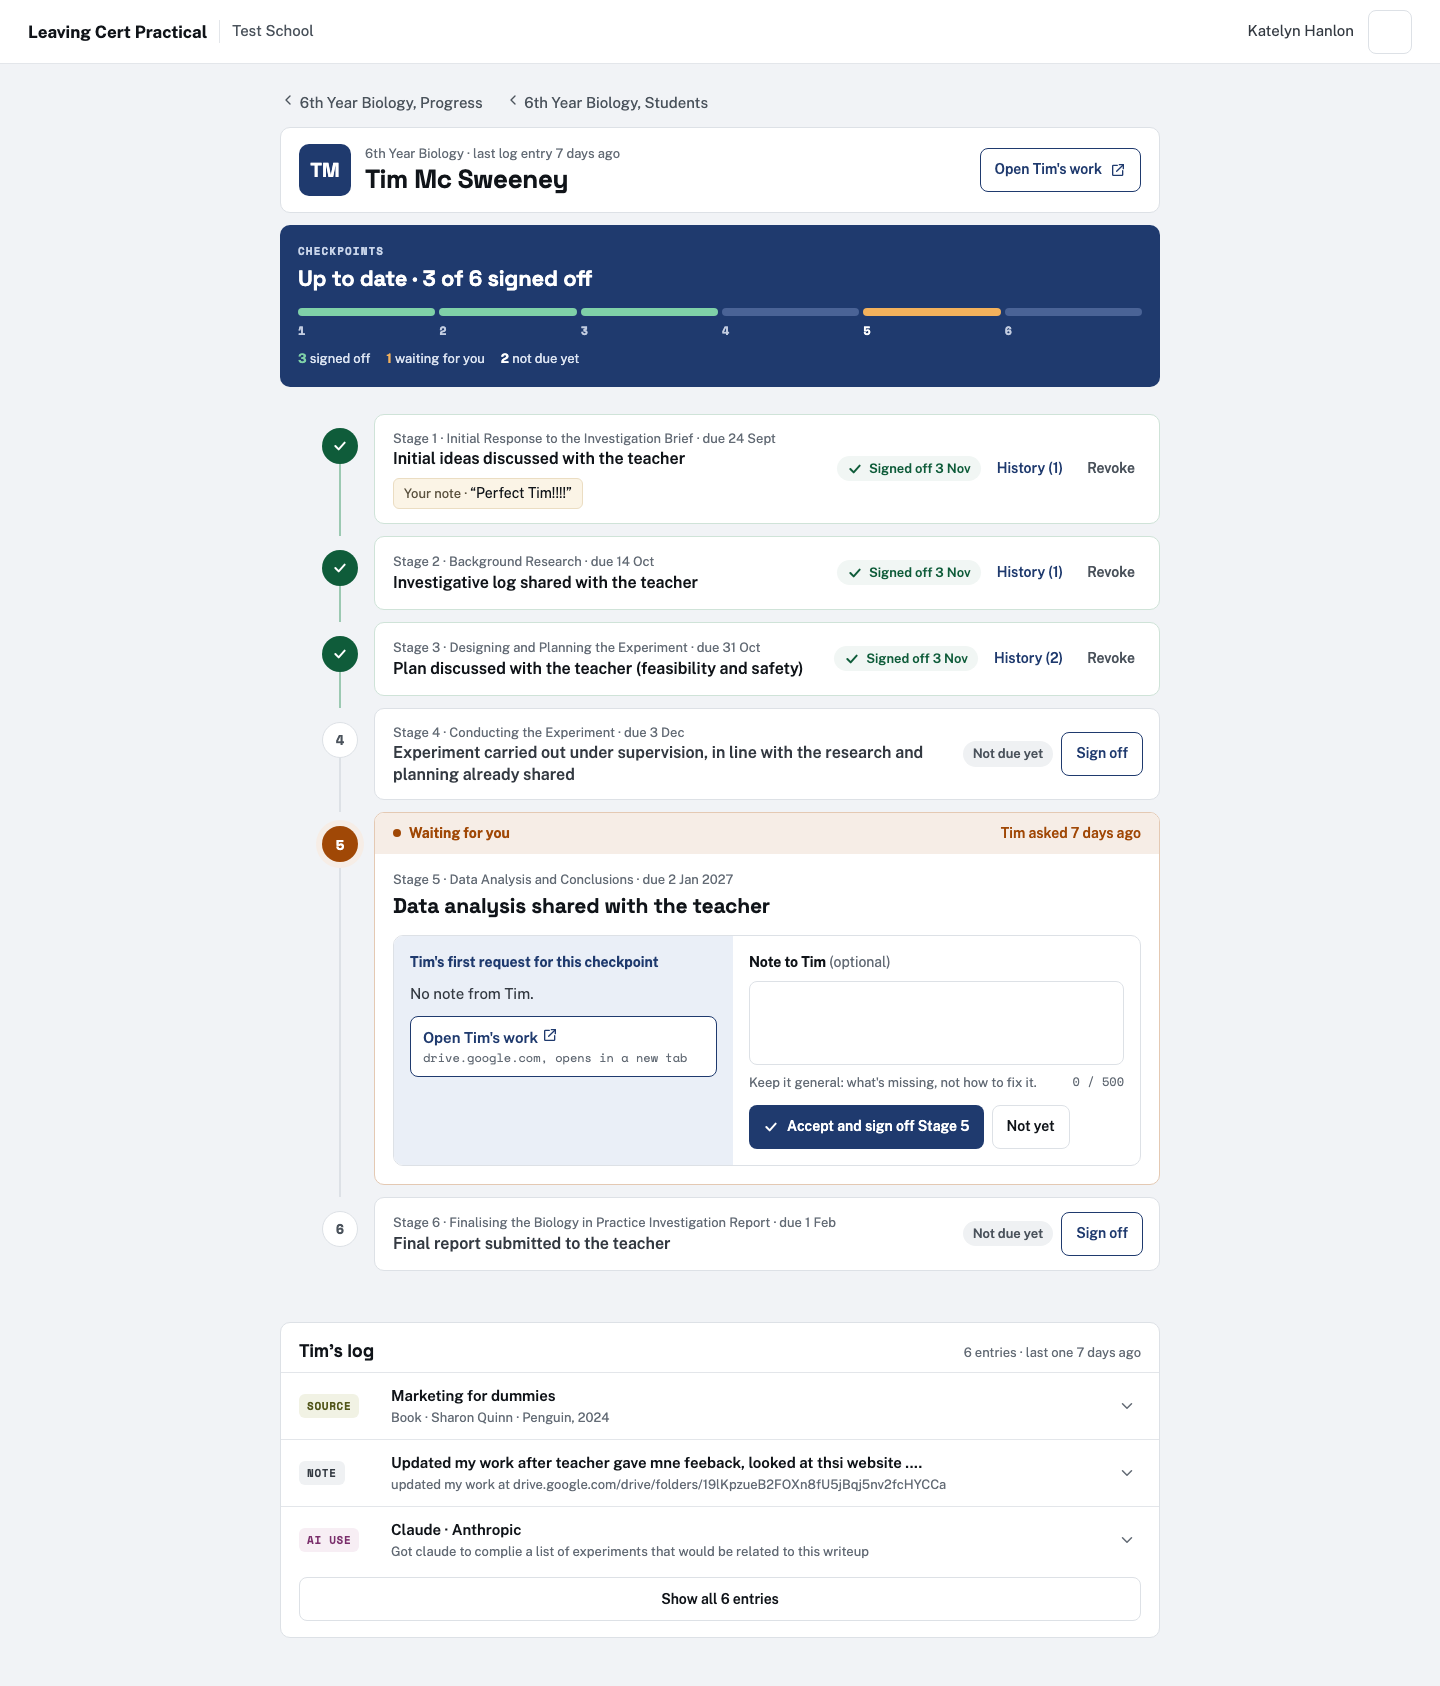 Leaving Cert Practical
Test School
Katelyn Hanlon
6th Year Biology, Progress
6th Year Biology, Students
TM
6th Year Biology · last log entry 7 days ago
Tim Mc Sweeney
Open Tim's work
CHECKPOINTS
Up to date · 3 of 6 signed off
1 2 3 4 5 6
3 signed off 1 waiting for you 2 not due yet
Stage 1 · Initial Response to the Investigation Brief · due 24 Sept
Initial ideas discussed with the teacher
Your note · “Perfect Tim!!!!”
Signed off 3 Nov
History (1)
Revoke
Stage 2 · Background Research · due 14 Oct
Investigative log shared with the teacher
Signed off 3 Nov
History (1)
Revoke
Stage 3 · Designing and Planning the Experiment · due 31 Oct
Plan discussed with the teacher (feasibility and safety)
Signed off 3 Nov
History (2)
Revoke
4
Stage 4 · Conducting the Experiment · due 3 Dec
Experiment carried out under supervision, in line with the research and
planning already shared
Not due yet
Sign off
5
Waiting for you
Tim asked 7 days ago
Stage 5 · Data Analysis and Conclusions · due 2 Jan 2027
Data analysis shared with the teacher
Tim's first request for this checkpoint
No note from Tim.
Open Tim's work
drive.google.com, opens in a new tab
Note to Tim (optional)
Keep it general: what's missing, not how to fix it.
0 / 500
Accept and sign off Stage 5
Not yet
6
Stage 6 · Finalising the Biology in Practice Investigation Report · due 1 Feb
Final report submitted to the teacher
Not due yet
Sign off
Tim’s log
6 entries · last one 7 days ago
SOURCE
Marketing for dummies
Book · Sharon Quinn · Penguin, 2024
NOTE
Updated my work after teacher gave mne feeback, looked at thsi website ....
updated my work at drive.google.com/drive/folders/19lKpzueB2FOXn8fU5jBqj5nv2fcHYCCa
AI USE
Claude · Anthropic
Got claude to complie a list of experiments that would be related to this writeup
Show all 6 entries